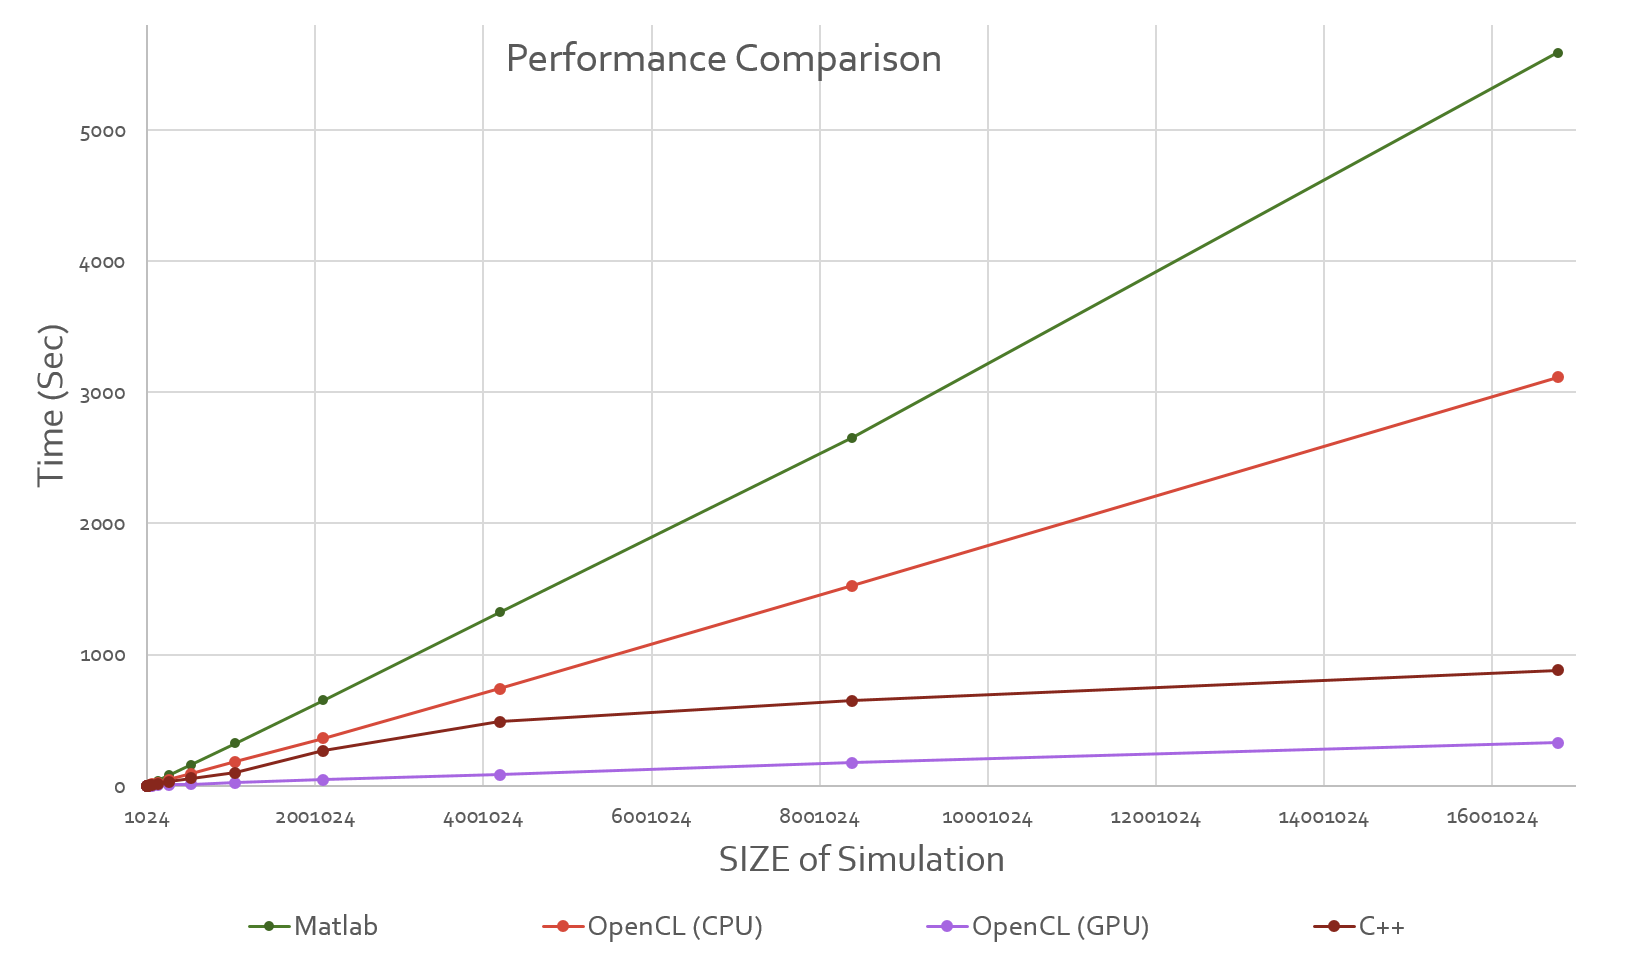 Performance Comparison
5000
4000
3000
2000
1000
0
Time (Sec)
1024 2001024 4001024 6001024 8001024 10001024 12001024 14001024 16001024
SIZE of Simulation
Matlab OpenCL (CPU) OpenCL (GPU) C++